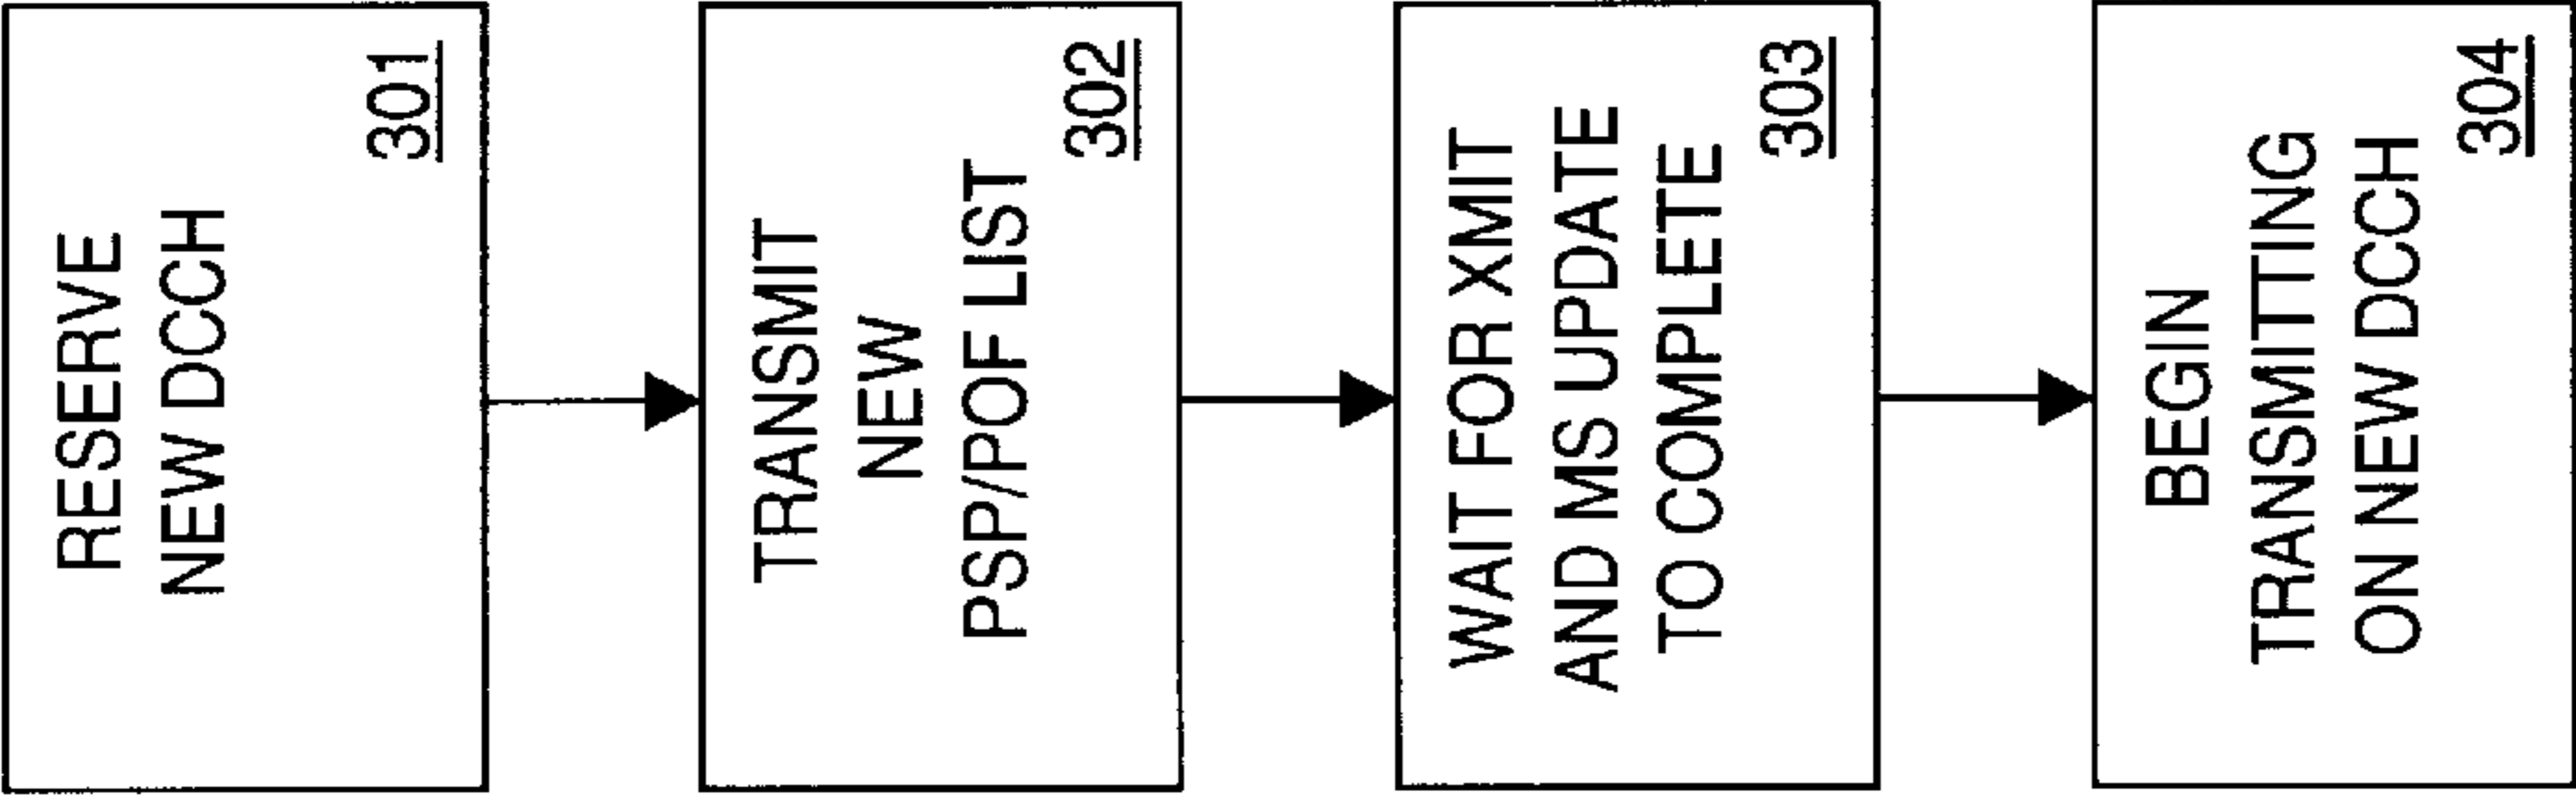 RESERVE
NEW DCCH
301
TRANSMIT
NEW
PSP/POF LIST
302
WAIT FOR XMIT
AND MS UPDATE
TO COMPLETE
303
BEGIN
TRANSMITTING
ON NEW DCCH
304